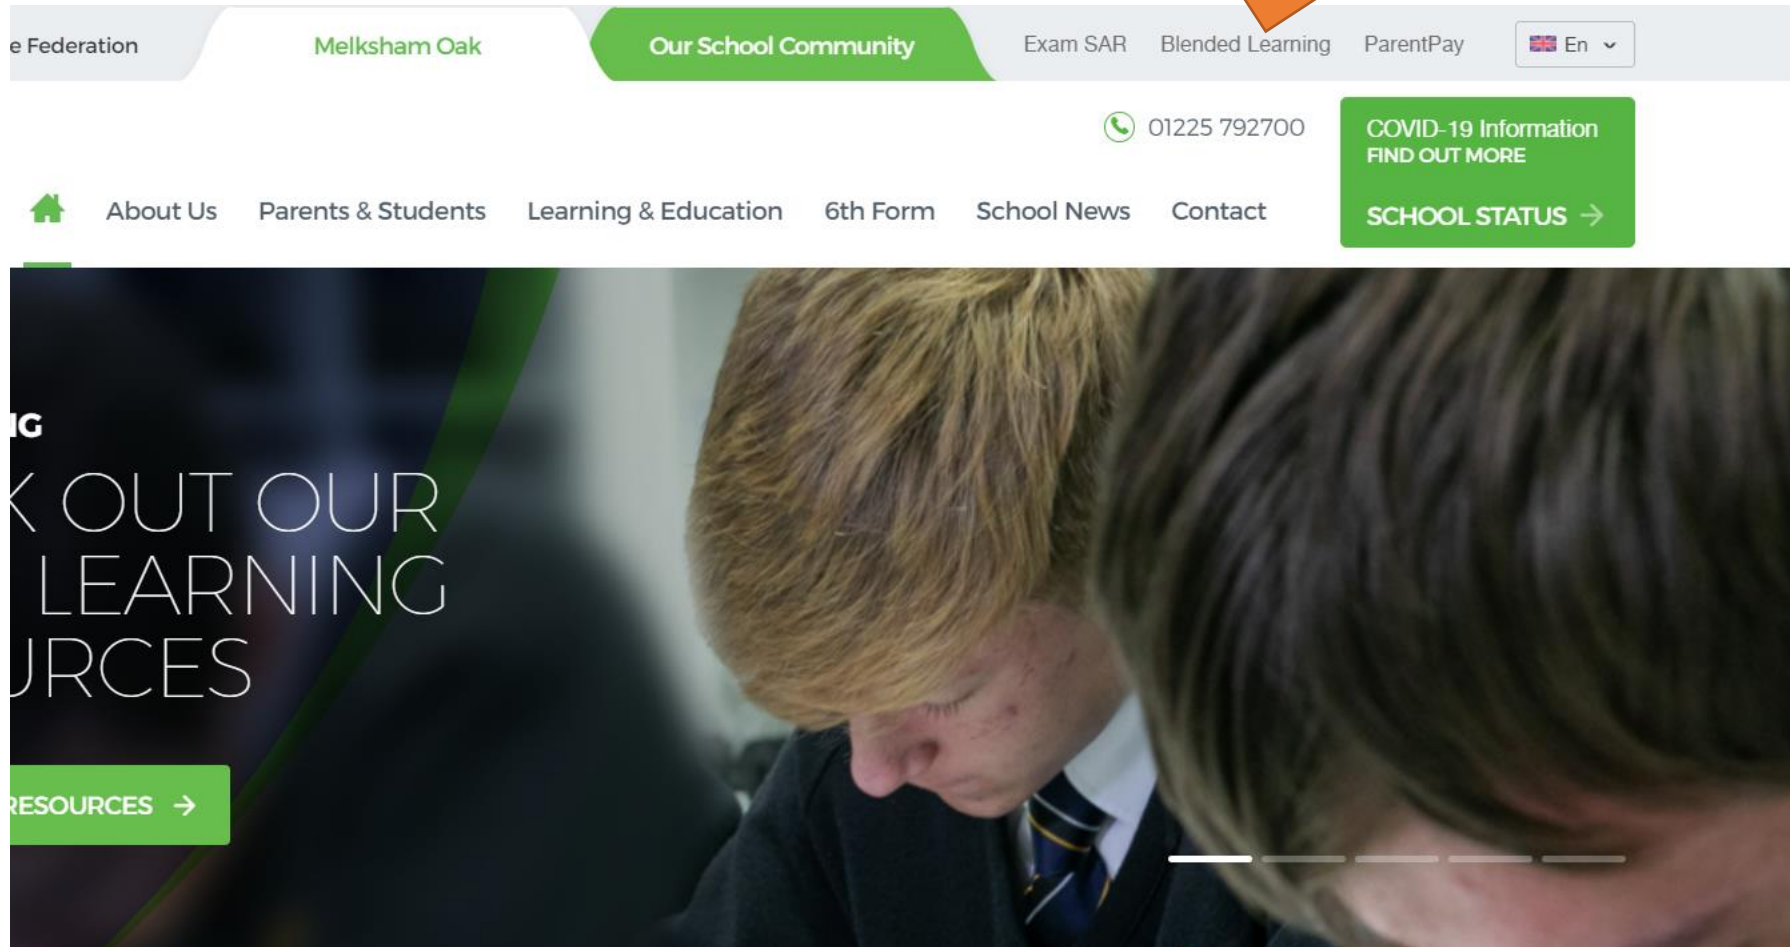 e Federation
Melksham Oak
Our School Community
Exam SAR
Blended Learning
ParentPay
En
01225 792700
COVID-19 Information
FIND OUT MORE
SCHOOL STATUS →
About Us
Parents & Students
Learning & Education
6th Form
School News
Contact
IG
K OUT OUR
LEARNING
URCES
RESOURCES →